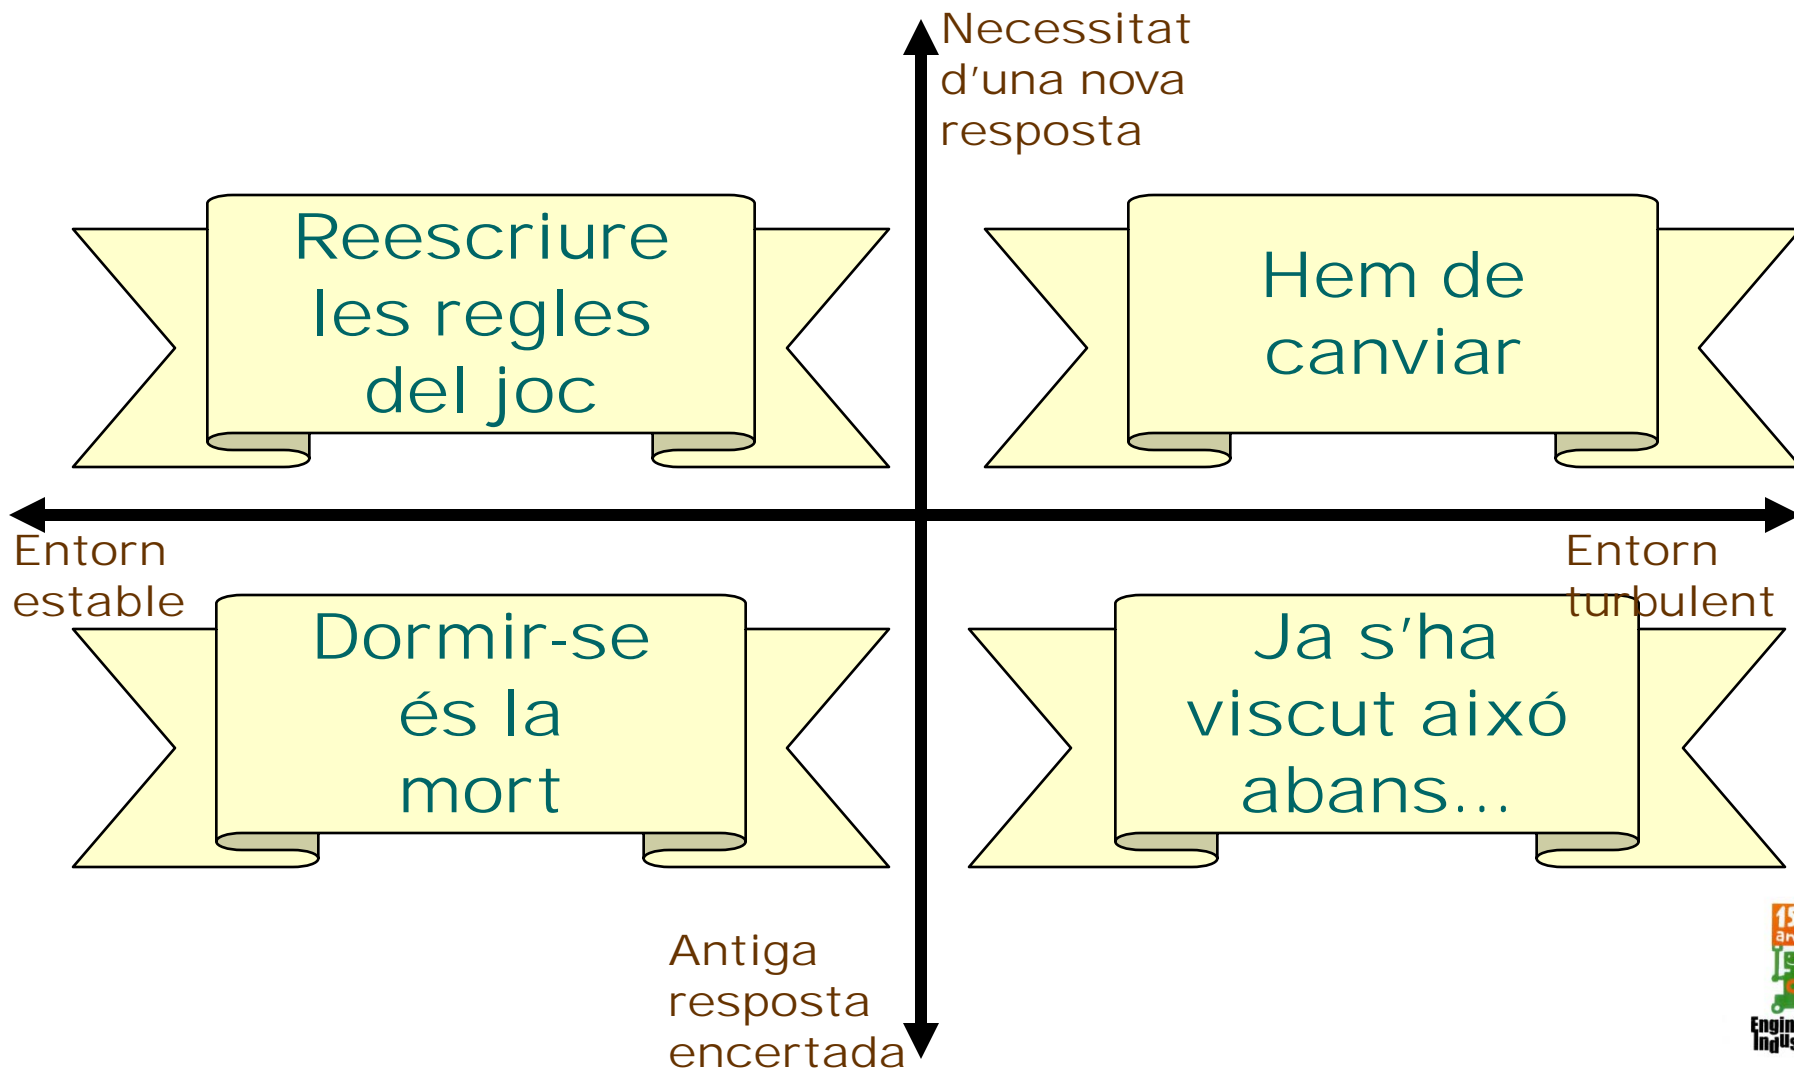 Necessitat
d'una nova
resposta
Reescriure
les regles
del joc
Hem de
canviar
Entorn
estable
Entorn
turbulent
Dormir-se
és la
mort
Ja s'ha
viscut aixó
abans...
Antiga
resposta
encertada